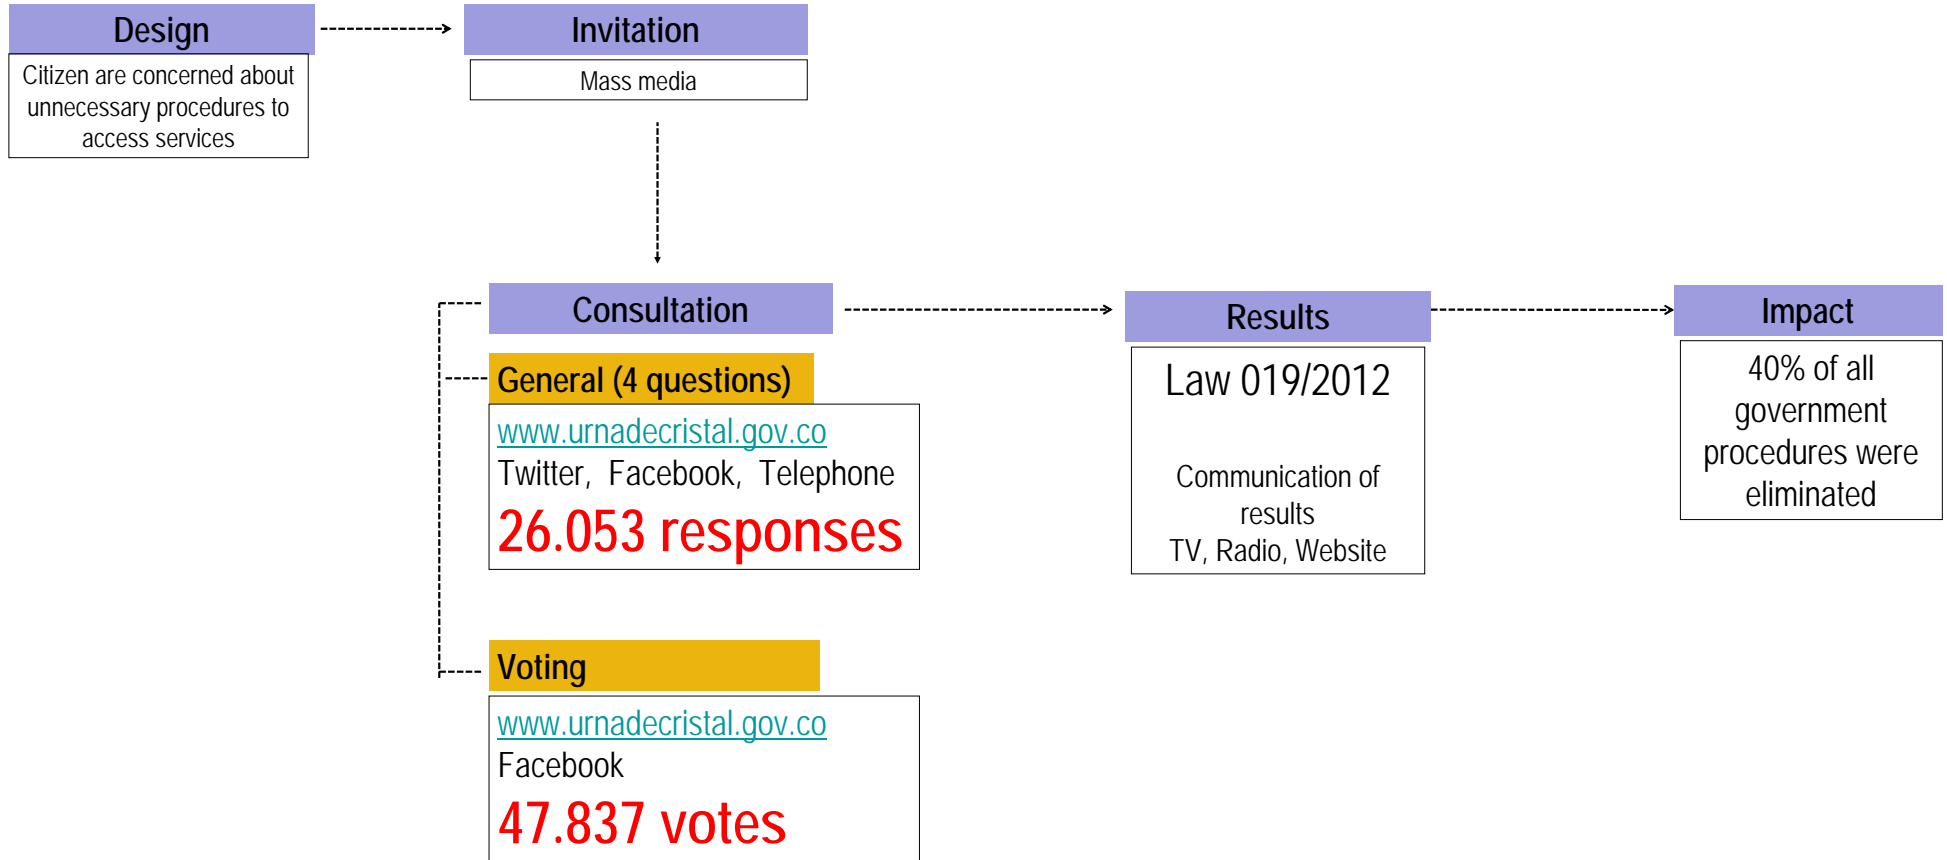 Design
Citizen are concerned about
unnecessary procedures to
access services
Invitation
Mass media
Consultation
General (4 questions)
www.urnadecristal.gov.co
Twitter, Facebook, Telephone
26.053 responses
Voting
www.urnadecristal.gov.co
Facebook
47.837 votes
Results
Law 019/2012
Communication of
results
TV, Radio, Website
Impact
40% of all
government
procedures were
eliminated